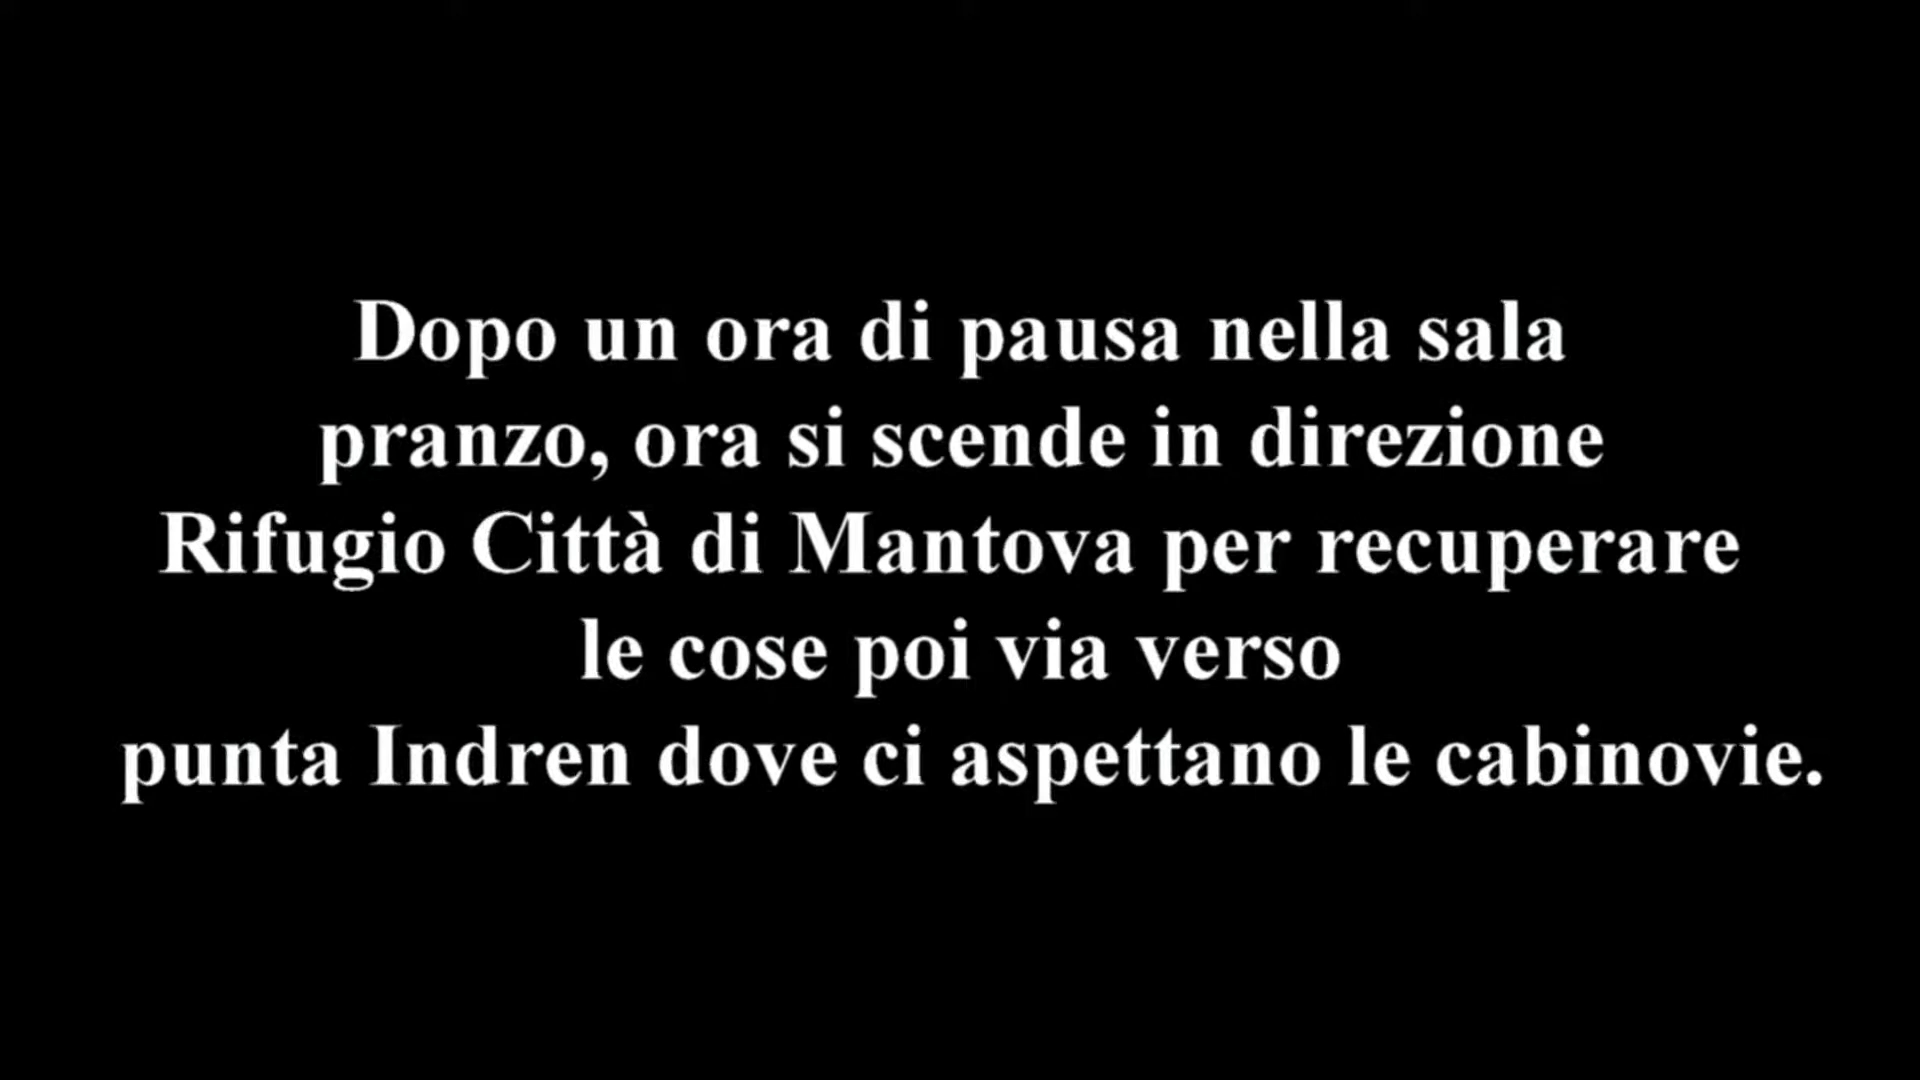 Dopo un ora di pausa nella sala
pranzo, ora si scende in direzione
Rifugio Città di Mantova per recuperare
le cose poi via verso
punta Indren dove ci aspettano le cabinovie.